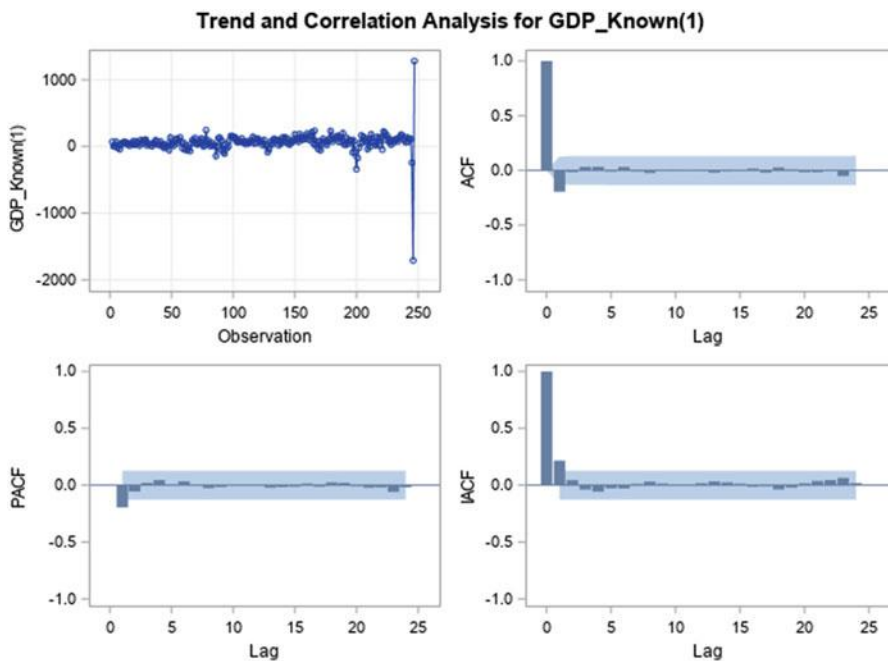 Trend and Correlation Analysis for GDP_Known(1)
GDP_Known(1)
1000
0
-1000
-2000
0 50 100 150 200 250
Observation
ACF
1.0
0.5
0.0
-0.5
-1.0
0 5 10 15 20 25
Lag
PACF
1.0
0.5
0.0
-0.5
-1.0
0 5 10 15 20 25
Lag
IACF
1.0
0.5
0.0
-0.5
-1.0
0 5 10 15 20 25
Lag